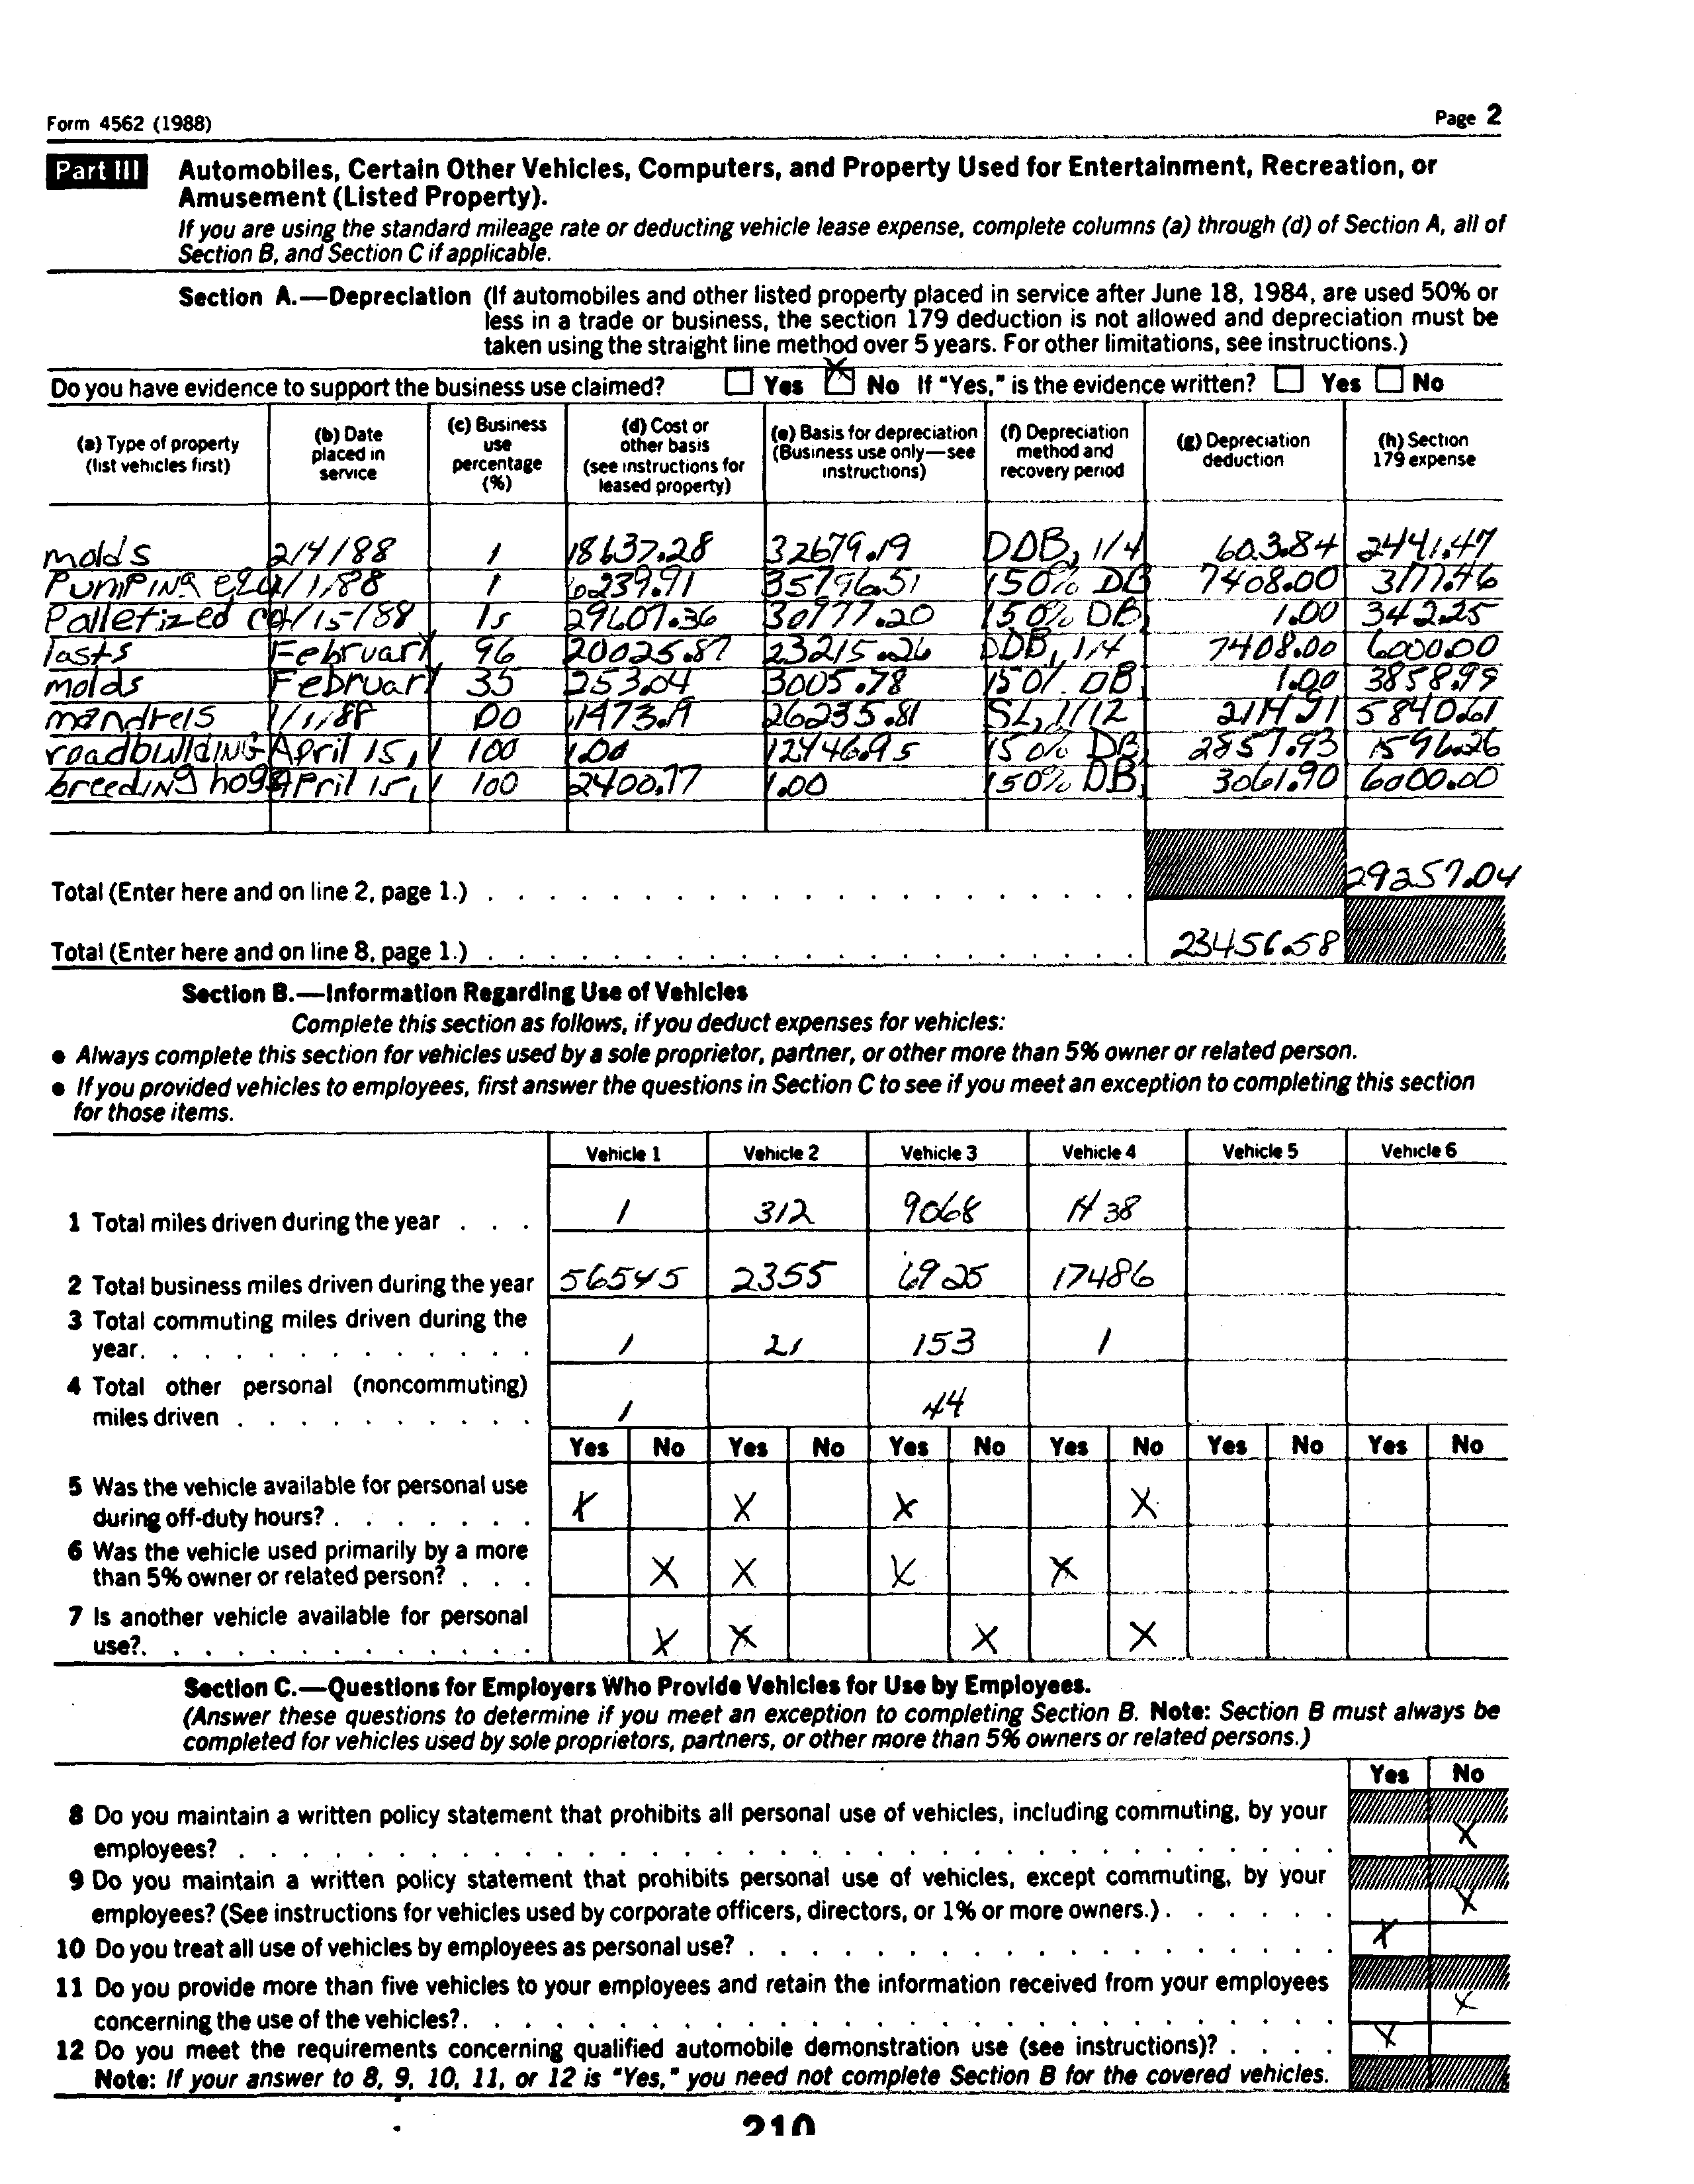 Form 4562 (1988) Page 2
Part III Automobiles, Certain Other Vehicles, Computers, and Property Used for Entertainment, Recreation, or
Amusement (Listed Property).
If you are using the standard mileage rate or deducting vehicle lease expense, complete columns (a) through (d) of Section A, all of
Section B, and Section C if applicable.
Section A.—Depreciation (If automobiles and other listed property placed in service after June 18, 1984, are used 50% or
less in a trade or business, the section 179 deduction is not allowed and depreciation must be
taken using the straight line method over 5 years. For other limitations, see instructions.)
Do you have evidence to support the business use claimed? Yes X No If "Yes," is the evidence written? Yes No
(a) Type of property (list vehicles first) (b) Date placed in service (c) Business use percentage (%) (d) Cost or other basis (see instructions for leased property) (e) Basis for depreciation (Business use only—see instructions) (f) Depreciation method and recovery period (g) Depreciation deduction (h) Section 179 expense
molds 2/4/88 1 18637.28 32679.19 DDB, 1/4 603.84 2441.47
Pumping 1/88 1 6239.91 35796.51 150% DB 7408.00 3177.46
Palletized 15/88 15 29607.36 30977.20 150% DB, 1.00 342.25
lasts February 96 20025.87 23215.26 DDB, 1/4 7408.00 6000.00
molds February 35 253.04 3005.78 150% DB, 1.00 3858.99
mandrels 1/1/88 00 1473.19 26235.81 SL, 1/12 2114.91 5840.61
roadbuilding April 15, 1 100 1.00 12446.95 150% DB, 2857.93 1596.26
breeding hogs April 15, 1 100 2400.77 1.00 150% DB, 3061.90 6000.00
Total (Enter here and on line 2, page 1.) 29257.04
Total (Enter here and on line 8, page 1.) 23456.58
Section B.—Information Regarding Use of Vehicles
Complete this section as follows, if you deduct expenses for vehicles:
● Always complete this section for vehicles used by a sole proprietor, partner, or other more than 5% owner or related person.
● If you provided vehicles to employees, first answer the questions in Section C to see if you meet an exception to completing this section
for those items.
Vehicle 1 Vehicle 2 Vehicle 3 Vehicle 4 Vehicle 5 Vehicle 6
1 Total miles driven during the year . . . 1 312 9068 1438
2 Total business miles driven during the year 56545 2355 6925 17486
3 Total commuting miles driven during the
year. 1 21 153 1
4 Total other personal (noncommuting)
miles driven 1 44
Yes No Yes No Yes No Yes No Yes No Yes No
5 Was the vehicle available for personal use
during off-duty hours? X X X X
6 Was the vehicle used primarily by a more
than 5% owner or related person? X X X X
7 Is another vehicle available for personal
use? X X X X
Section C.—Questions for Employers Who Provide Vehicles for Use by Employees.
(Answer these questions to determine if you meet an exception to completing Section B. Note: Section B must always be
completed for vehicles used by sole proprietors, partners, or other more than 5% owners or related persons.)
Yes No
8 Do you maintain a written policy statement that prohibits all personal use of vehicles, including commuting, by your
employees? X
9 Do you maintain a written policy statement that prohibits personal use of vehicles, except commuting, by your
employees? (See instructions for vehicles used by corporate officers, directors, or 1% or more owners.) X
10 Do you treat all use of vehicles by employees as personal use? X
11 Do you provide more than five vehicles to your employees and retain the information received from your employees
concerning the use of the vehicles? X
12 Do you meet the requirements concerning qualified automobile demonstration use (see instructions)? X
Note: If your answer to 8, 9, 10, 11, or 12 is "Yes," you need not complete Section B for the covered vehicles.
210